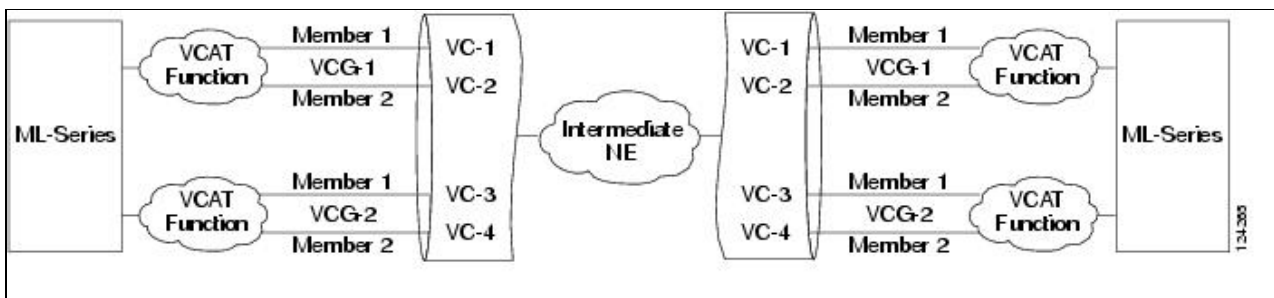 ML-Series
VCAT
Function
Member 1
VCG-1
Member 2
VC-1
VC-2
VCAT
Function
Member 1
VCG-2
Member 2
VC-3
VC-4
Intermediate
NE
VC-1
VC-2
Member 1
VCG-1
Member 2
VCAT
Function
VC-3
VC-4
Member 1
VCG-2
Member 2
VCAT
Function
ML-Series
124265